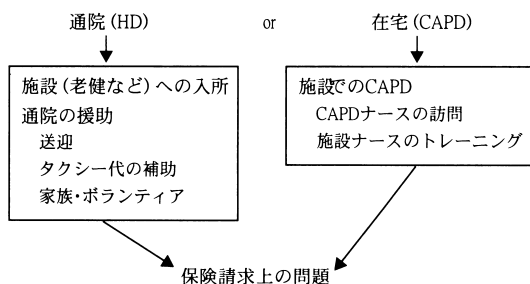 通院(HD) or 在宅(CAPD)
施設(老健など)への入所
通院の援助
送迎
タクシー代の補助
家族・ボランティア
施設でのCAPD
CAPDナースの訪問
施設ナースのトレーニング
保険請求上の問題